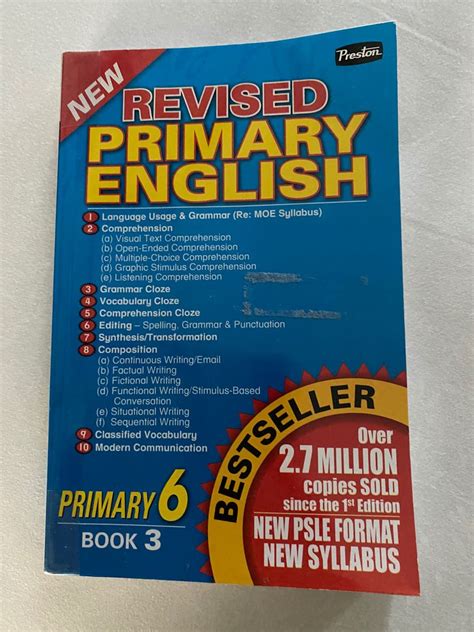 Preston
NEW
REVISED
PRIMARY
ENGLISH
1 Language Usage & Grammar (Re: MOE Syllabus)
2 Comprehension
(a) Visual Text Comprehension
(b) Open-Ended Comprehension
(c) Multiple-Choice Comprehension
(d) Graphic Stimulus Comprehension
(e) Listening Comprehension
3 Grammar Cloze
4 Vocabulary Cloze
5 Comprehension Cloze
6 Editing – Spelling, Grammar & Punctuation
7 Synthesis/Transformation
8 Composition
(a) Continuous Writing/Email
(b) Factual Writing
(c) Fictional Writing
(d) Functional Writing/Stimulus-Based
Conversation
(e) Situational Writing
(f) Sequential Writing
9 Classified Vocabulary
10 Modern Communication
PRIMARY 6
BOOK 3
BESTSELLER
Over
2.7 MILLION
copies SOLD
since the 1st Edition
NEW PSLE FORMAT
NEW SYLLABUS